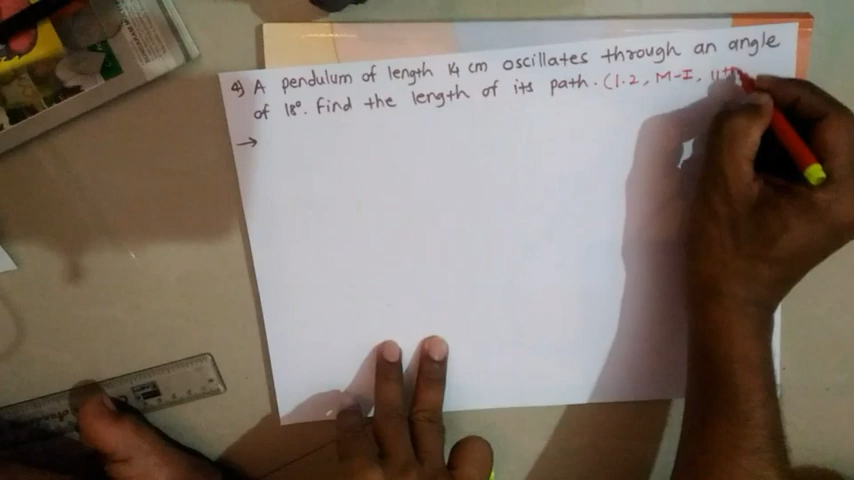 4) A pendulum of length 14 cm oscillates through an angle
of 18°. Find the length of its path. (1.2, M-I, 11th
→